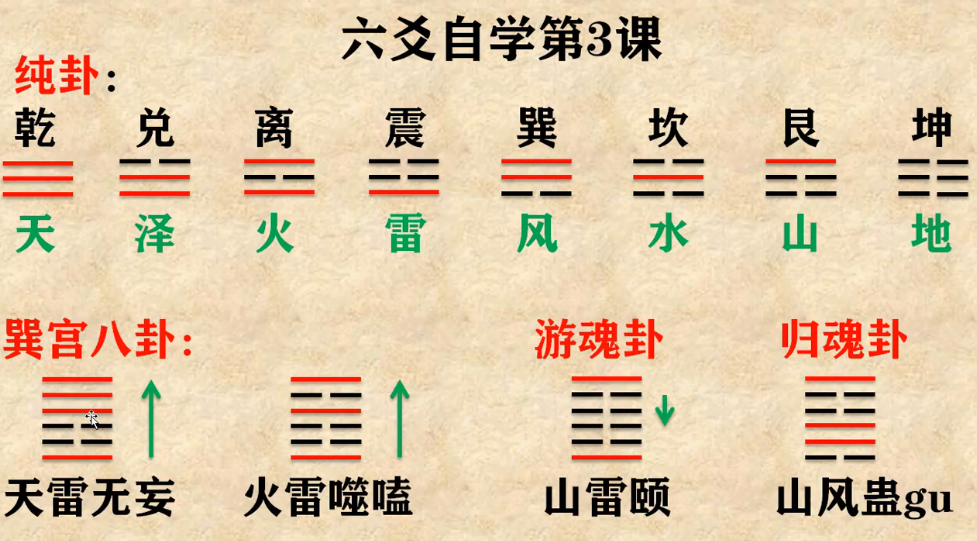 六爻自学第3课
纯卦:
乾 兑 离 震 巽 坎 艮 坤
天 泽 火 雷 风 水 山 地
巽宫八卦: 游魂卦 归魂卦
天雷无妄 火雷噬嗑 山雷颐 山风蛊gu